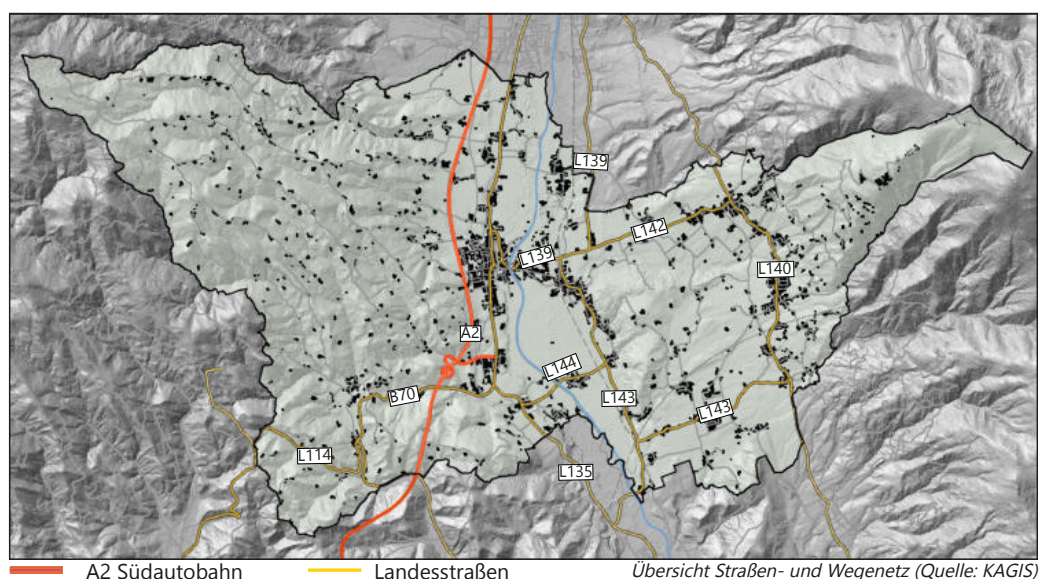 L139
L142
L139
L140
A2
L144
B70
L143
L143
L114
L135
A2 Südautobahn
Landesstraßen
Übersicht Straßen- und Wegenetz (Quelle: KAGIS)